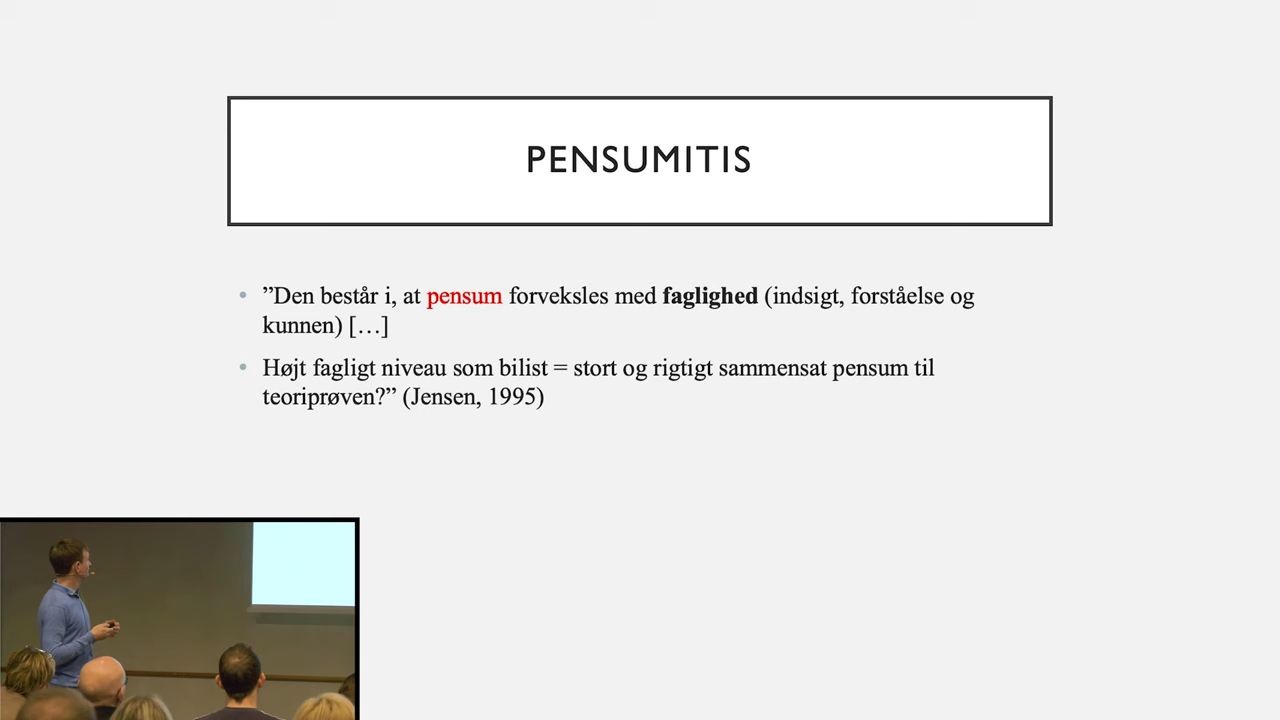 PENSUMITIS
• ”Den består i, at pensum forveksles med faglighed (indsigt, forståelse og
kunnen) […]
• Højt fagligt niveau som bilist = stort og rigtigt sammensat pensum til
teoriprøven?” (Jensen, 1995)